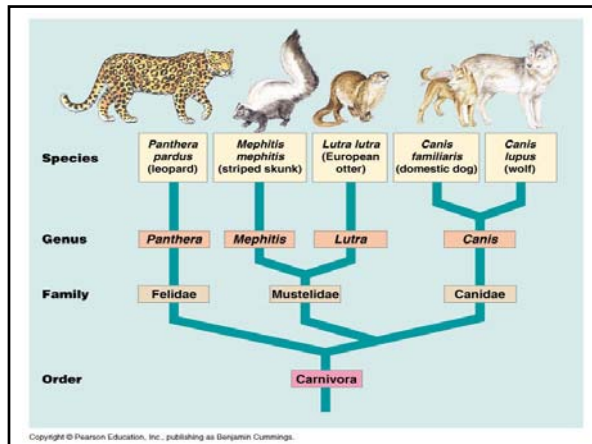 Species
Panthera
pardus
(leopard)
Mephitis
mephitis
(striped skunk)
Lutra lutra
(European
otter)
Canis
familiaris
(domestic dog)
Canis
lupus
(wolf)
Genus
Panthera
Mephitis
Lutra
Canis
Family
Felidae
Mustelidae
Canidae
Order
Carnivora
Copyright © Pearson Education, Inc., publishing as Benjamin Cummings.